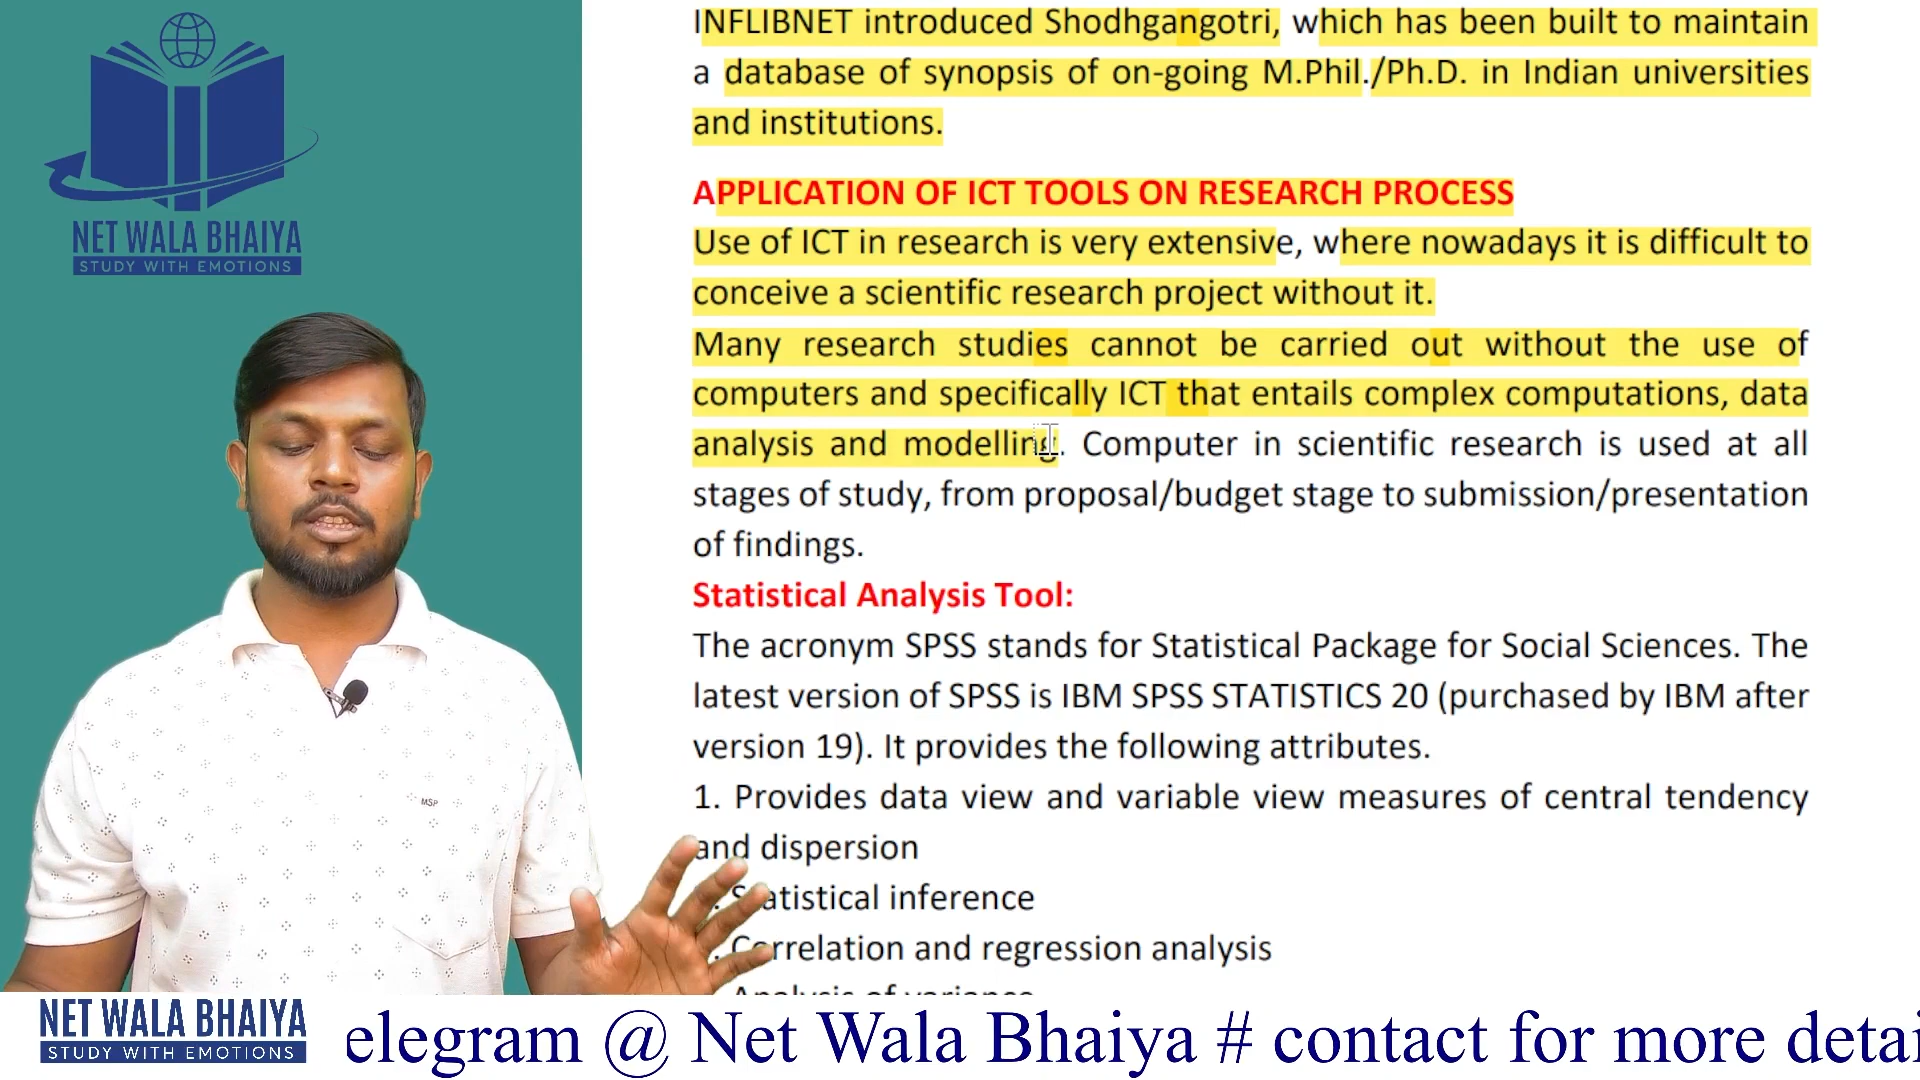 INFLIBNET introduced Shodhgangotri, which has been built to maintain
a database of synopsis of on-going M.Phil./Ph.D. in Indian universities
and institutions.
APPLICATION OF ICT TOOLS ON RESEARCH PROCESS
Use of ICT in research is very extensive, where nowadays it is difficult to
conceive a scientific research project without it.
Many research studies cannot be carried out without the use of
computers and specifically ICT that entails complex computations, data
analysis and modelling. Computer in scientific research is used at all
stages of study, from proposal/budget stage to submission/presentation
of findings.
Statistical Analysis Tool:
The acronym SPSS stands for Statistical Package for Social Sciences. The
latest version of SPSS is IBM SPSS STATISTICS 20 (purchased by IBM after
version 19). It provides the following attributes.
1. Provides data view and variable view measures of central tendency
and dispersion
Statistical inference
Correlation and regression analysis
Analysis of variance
NET WALA BHAIYA
STUDY WITH EMOTIONS
MSP
NET WALA BHAIYA
STUDY WITH EMOTIONS
elegram @ Net Wala Bhaiya # contact for more detai